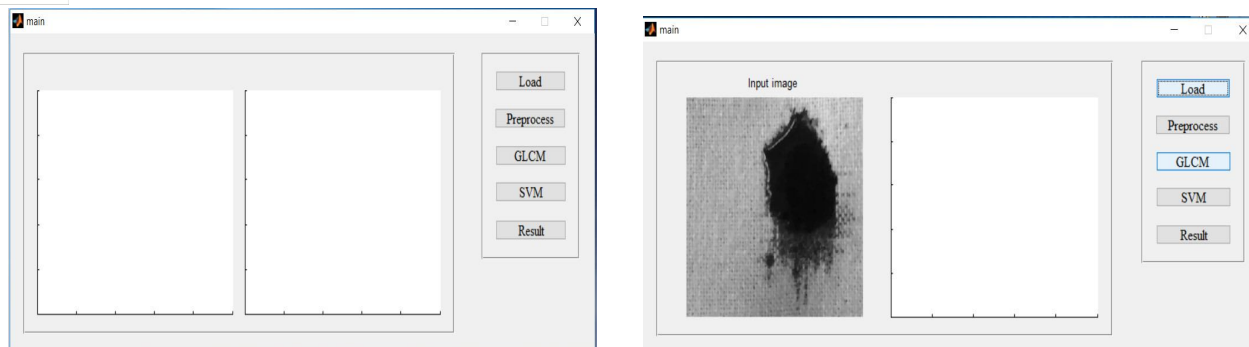 main
Load
Preprocess
GLCM
SVM
Result
main
Input image
Load
Preprocess
GLCM
SVM
Result